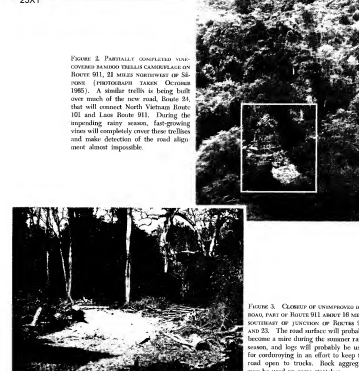 25X1
FIGURE 2. PARTIALLY COMPLETED VINE-
COVERED BAMBOO TRELLIS CAMOUFLAGE ON
ROUTE 911, 21 MILES NORTHWEST OF SE-
PONE (PHOTOGRAPH TAKEN OCTOBER
1965). A similar trellis is being built
over much of the new road, Route 24,
that will connect North Vietnam Route
101 and Laos Route 911. During the
impending rainy season, fast-growing
vines will completely cover these trellises
and make detection of the road align-
ment almost impossible.
FIGURE 3. CLOSEUP OF UNIMPROVED
ROAD, PART OF ROUTE 911 ABOUT 16
SOUTHEAST OF JUNCTION OF ROUTES
AND 23. The road surface will
become a mire during the summer
season, and logs will probably be
for corduroying in an effort to keep
road open to trucks. Rock